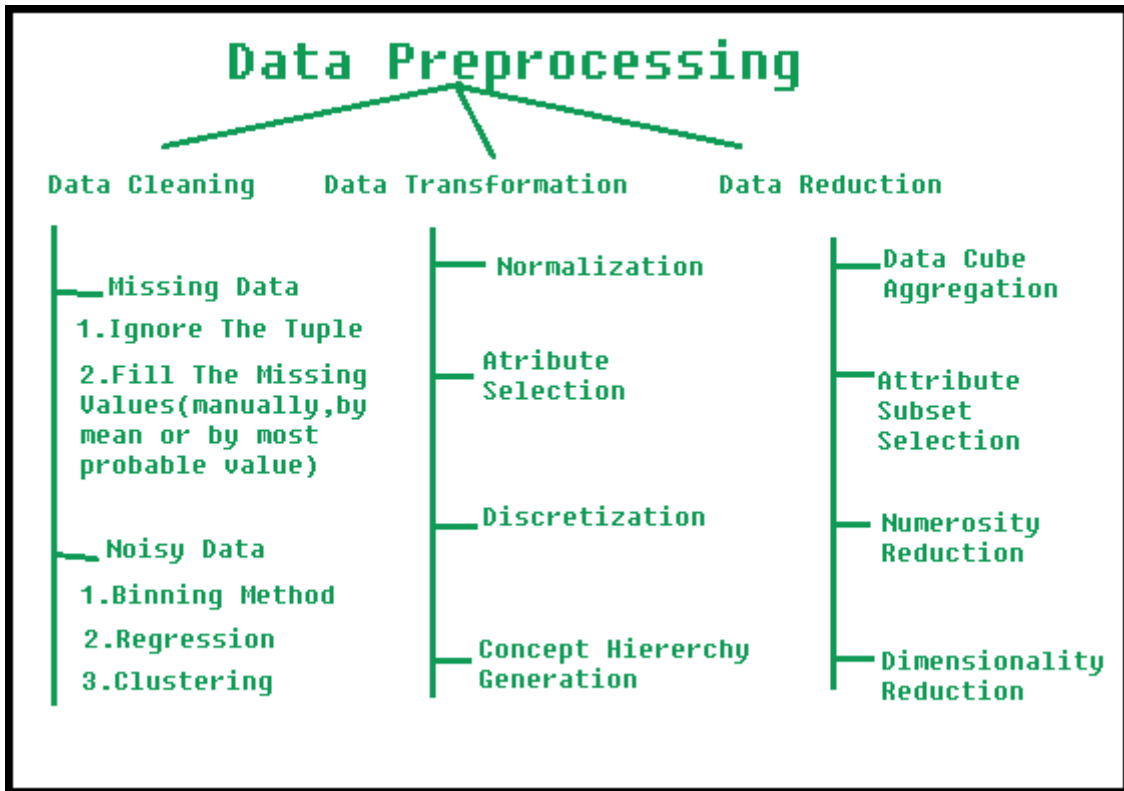 Data Preprocessing
Data Cleaning
Missing Data
1.Ignore The Tuple
2.Fill The Missing
Values(manually,by
mean or by most
probable value)
Noisy Data
1.Binning Method
2.Regression
3.Clustering
Data Transformation
Normalization
Atribute
Selection
Discretization
Concept Hiererchy
Generation
Data Reduction
Data Cube
Aggregation
Attribute
Subset
Selection
Numerosity
Reduction
Dimensionality
Reduction